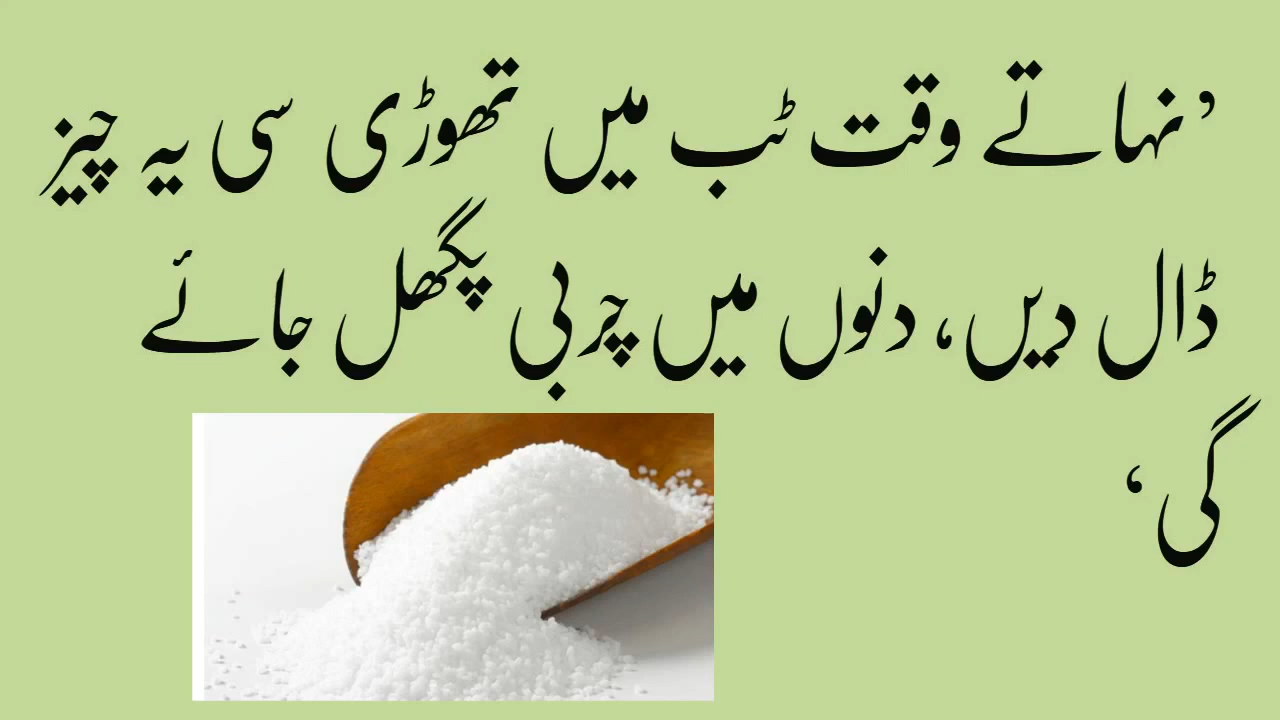 ’نہاتے وقت ٹب میں تھوڑی سی یہ چیز
ڈال دیں، دنوں میں چربی پگھل جائے
گی‘